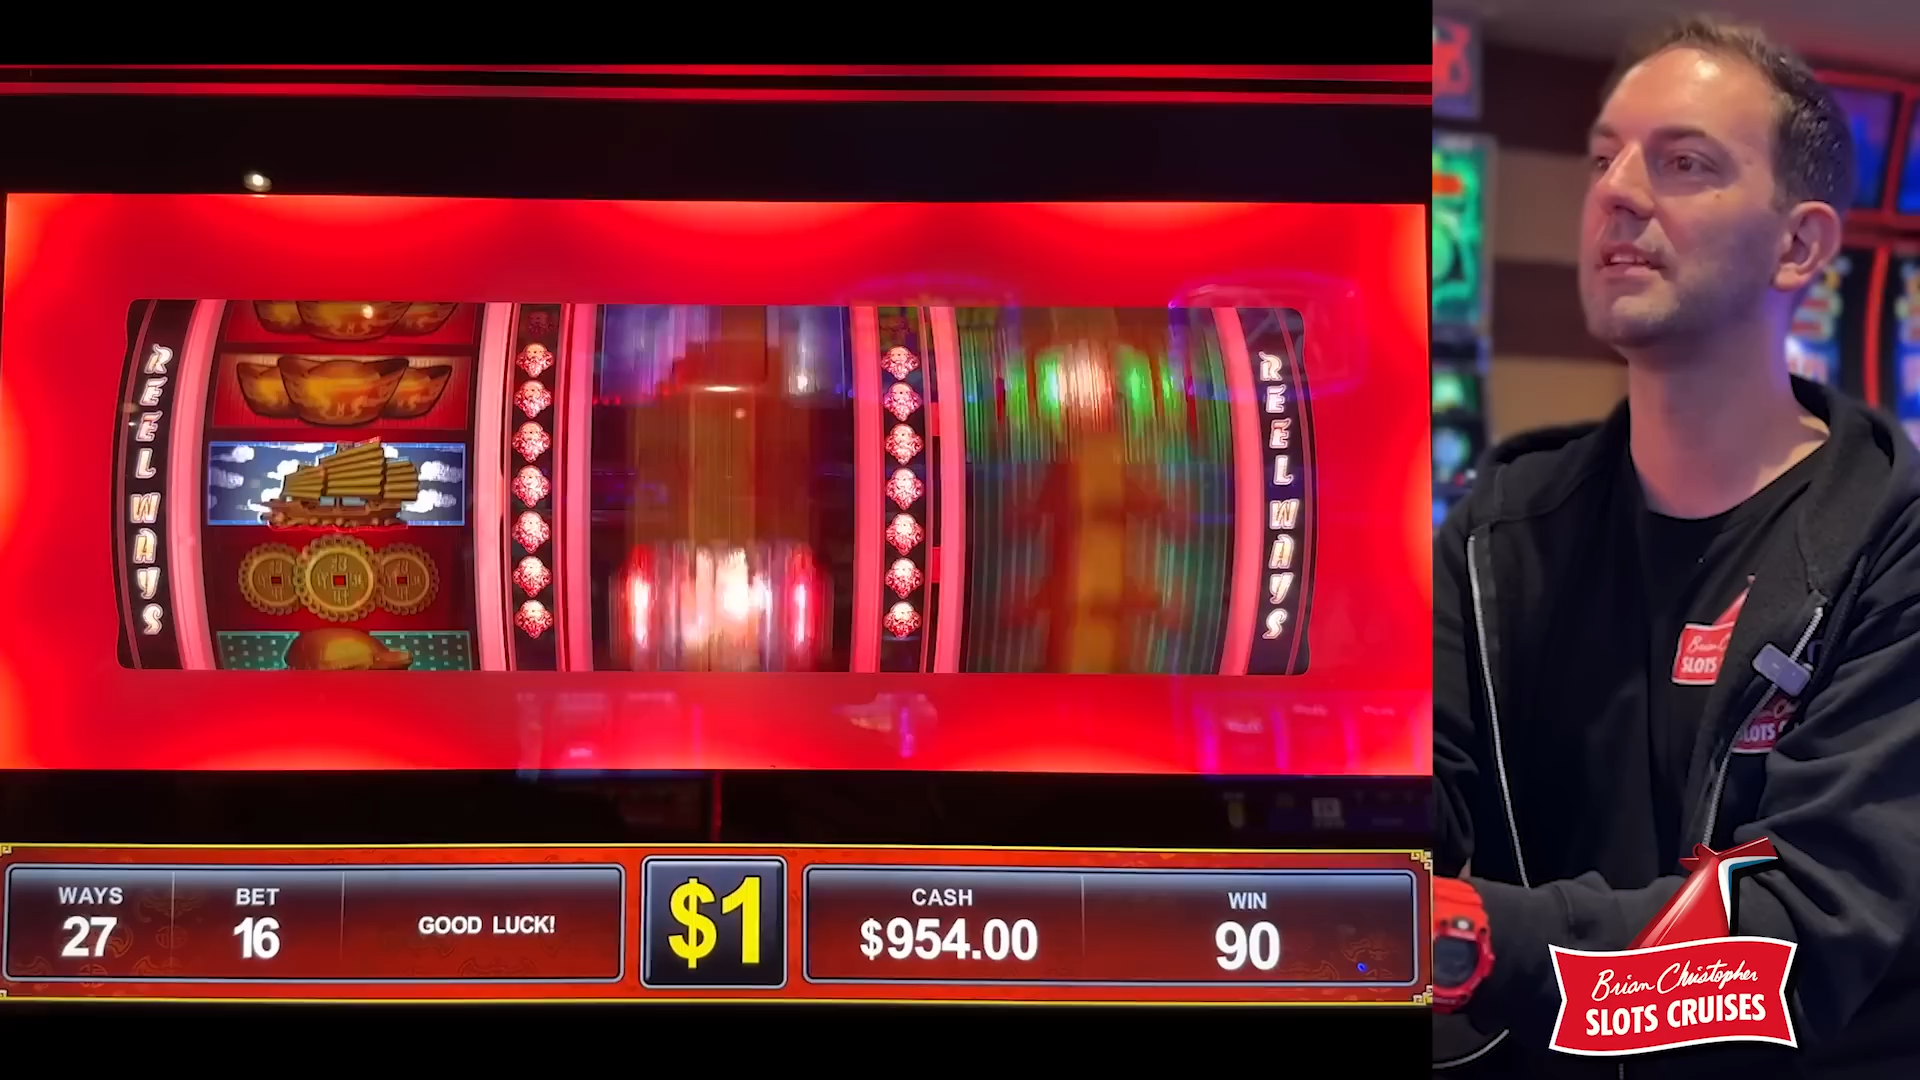 REEL WAYS
REEL WAYS
WAYS
27
BET
16
GOOD LUCK!
$1
CASH
$954.00
WIN
90
SLOTS
Brian Christopher
SLOTS CRUISES